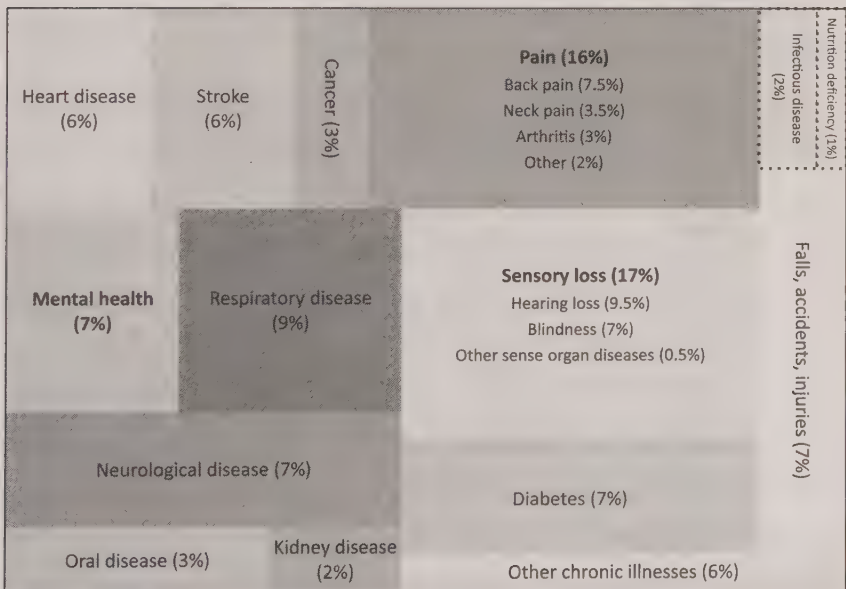 Heart disease
(6%)
Stroke
(6%)
Cancer (3%)
Pain (16%)
Back pain (7.5%)
Neck pain (3.5%)
Arthritis (3%)
Other (2%)
Infectious disease
(2%)
Nutrition deficiency (1%)
Mental health
(7%)
Respiratory disease
(9%)
Sensory loss (17%)
Hearing loss (9.5%)
Blindness (7%)
Other sense organ diseases (0.5%)
Falls, accidents, injuries (7%)
Neurological disease (7%)
Diabetes (7%)
Oral disease (3%)
Kidney disease
(2%)
Other chronic illnesses (6%)